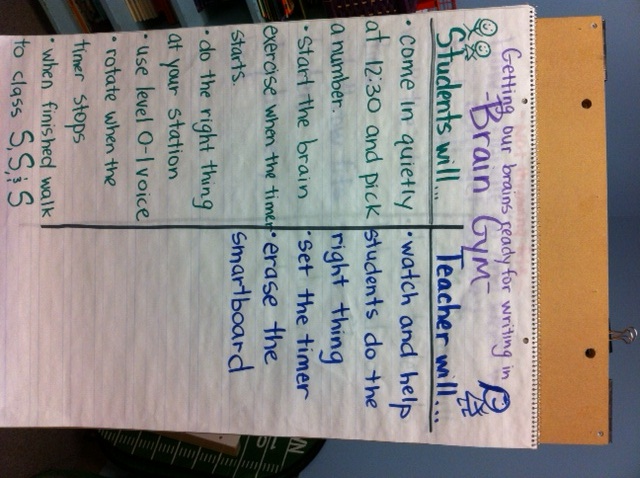 Getting our brains ready for writing in
-Brain Gym-
Students will...
• come in quietly
at 12:30 and pick
a number.
• start the brain
exercise when the timer
starts.
• do the right thing
at your station
• use level 0-1 voice
• rotate when the
timer stops
• when finished walk
to class S, S, & S
Teacher will...
• watch and help
students do the
right thing
• set the timer
• erase the
smartboard